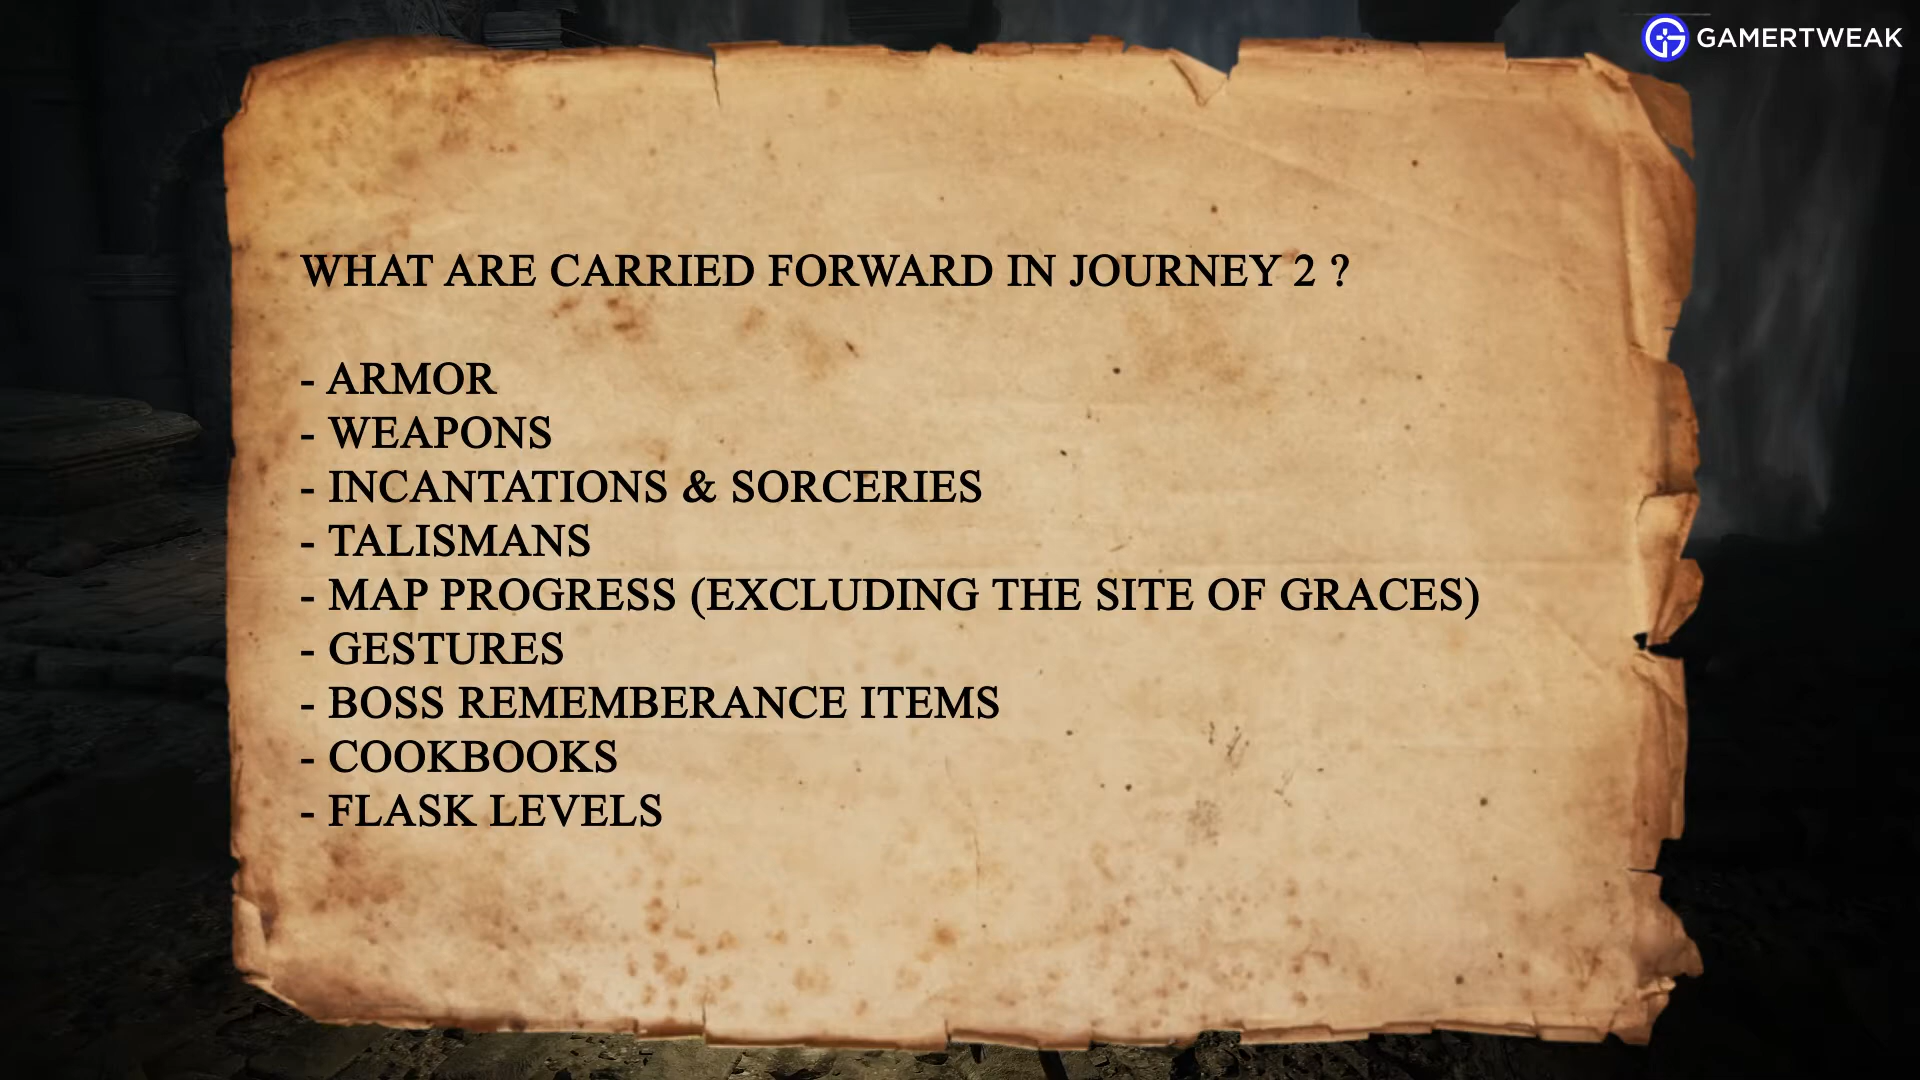 GAMERTWEAK
WHAT ARE CARRIED FORWARD IN JOURNEY 2 ?
- ARMOR
- WEAPONS
- INCANTATIONS & SORCERIES
- TALISMANS
- MAP PROGRESS (EXCLUDING THE SITE OF GRACES)
- GESTURES
- BOSS REMEMBERANCE ITEMS
- COOKBOOKS
- FLASK LEVELS